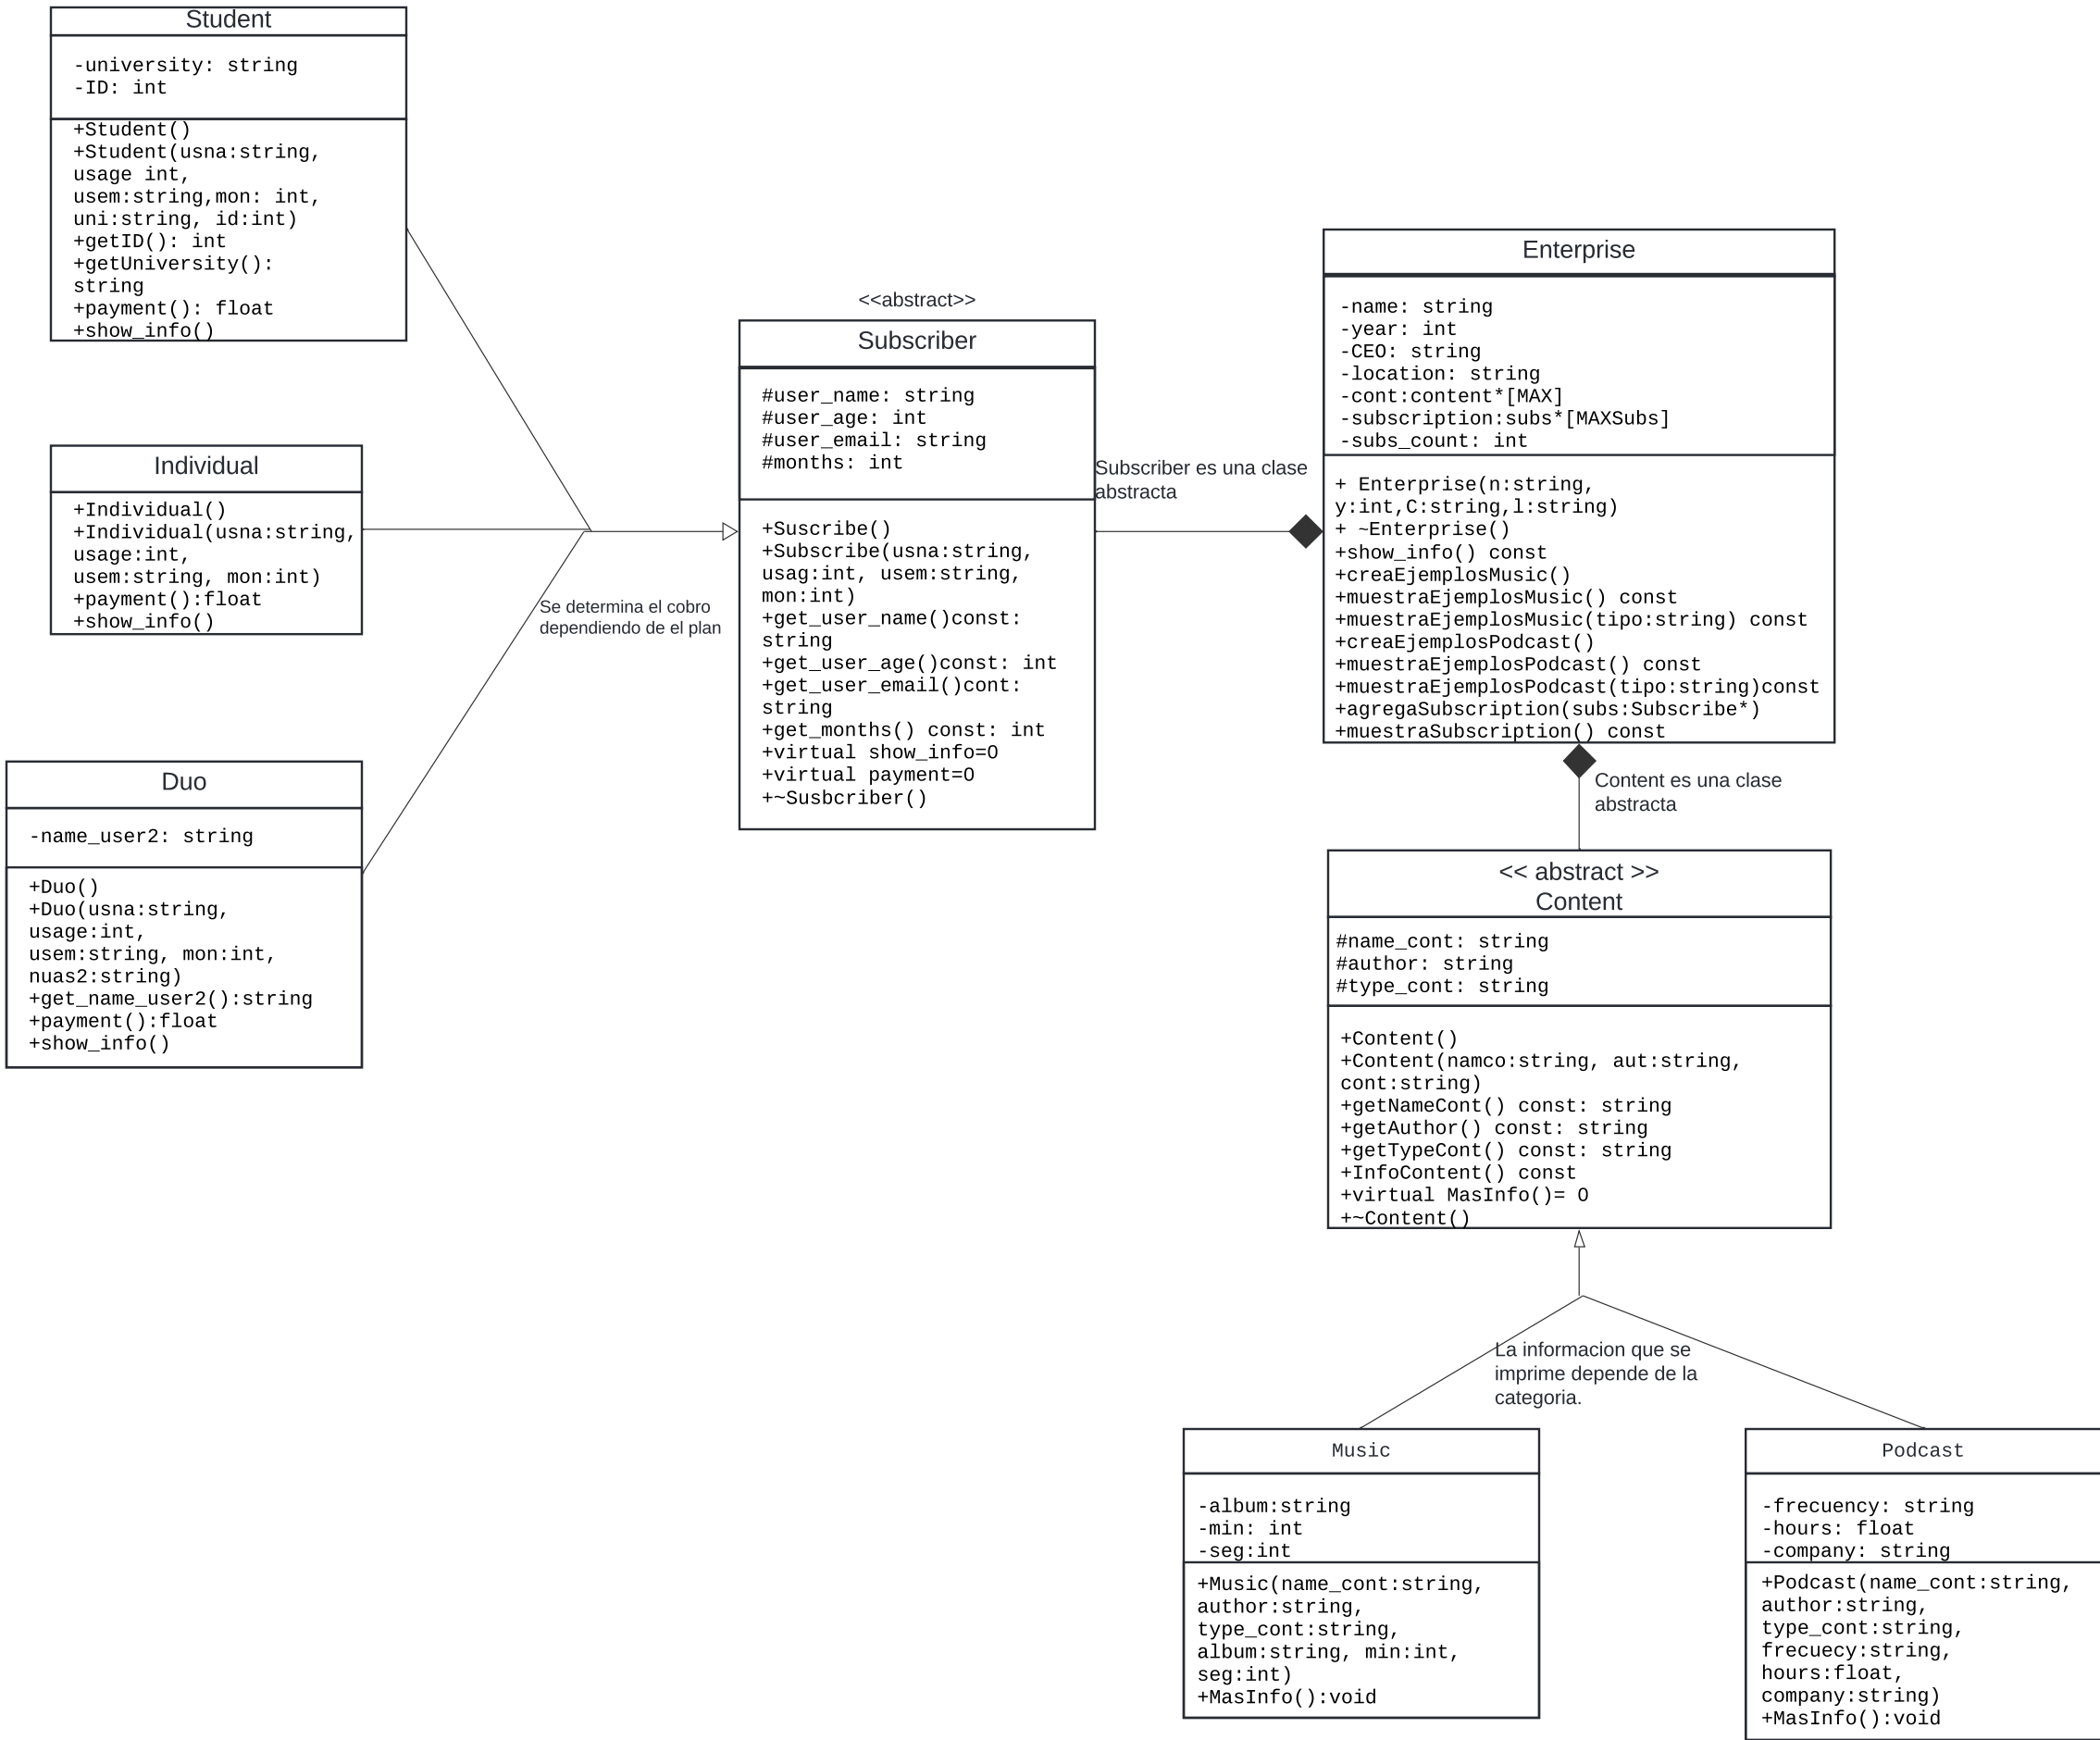 Student
-university: string
-ID: int
+Student()
+Student(usna:string,
usage int,
usem:string,mon: int,
uni:string, id:int)
+getID(): int
+getUniversity():
string
+payment(): float
+show_info()
Individual
+Individual()
+Individual(usna:string,
usage:int,
usem:string, mon:int)
+payment():float
+show_info()
Duo
-name_user2: string
+Duo()
+Duo(usna:string,
usage:int,
usem:string, mon:int,
nuas2:string)
+get_name_user2():string
+payment():float
+show_info()
Se determina el cobro
dependiendo de el plan
<<abstract>>
Subscriber
#user_name: string
#user_age: int
#user_email: string
#months: int
+Suscribe()
+Subscribe(usna:string,
usag:int, usem:string,
mon:int)
+get_user_name()const:
string
+get_user_age()const: int
+get_user_email()cont:
string
+get_months() const: int
+virtual show_info=O
+virtual payment=O
+~Susbcriber()
Subscriber es una clase
abstracta
Enterprise
-name: string
-year: int
-CEO: string
-location: string
-cont:content*[MAX]
-subscription:subs*[MAXSubs]
-subs_count: int
+ Enterprise(n:string,
y:int,C:string,l:string)
+ ~Enterprise()
+show_info() const
+creaEjemplosMusic()
+muestraEjemplosMusic() const
+muestraEjemplosMusic(tipo:string) const
+creaEjemplosPodcast()
+muestraEjemplosPodcast() const
+muestraEjemplosPodcast(tipo:string)const
+agregaSubscription(subs:Subscribe*)
+muestraSubscription() const
Content es una clase
abstracta
<< abstract >>
Content
#name_cont: string
#author: string
#type_cont: string
+Content()
+Content(namco:string, aut:string,
cont:string)
+getNameCont() const: string
+getAuthor() const: string
+getTypeCont() const: string
+InfoContent() const
+virtual MasInfo()= O
+~Content()
La informacion que se
imprime depende de la
categoria.
Music
-album:string
-min: int
-seg:int
+Music(name_cont:string,
author:string,
type_cont:string,
album:string, min:int,
seg:int)
+MasInfo():void
Podcast
-frecuency: string
-hours: float
-company: string
+Podcast(name_cont:string,
author:string,
type_cont:string,
frecuecy:string,
hours:float,
company:string)
+MasInfo():void